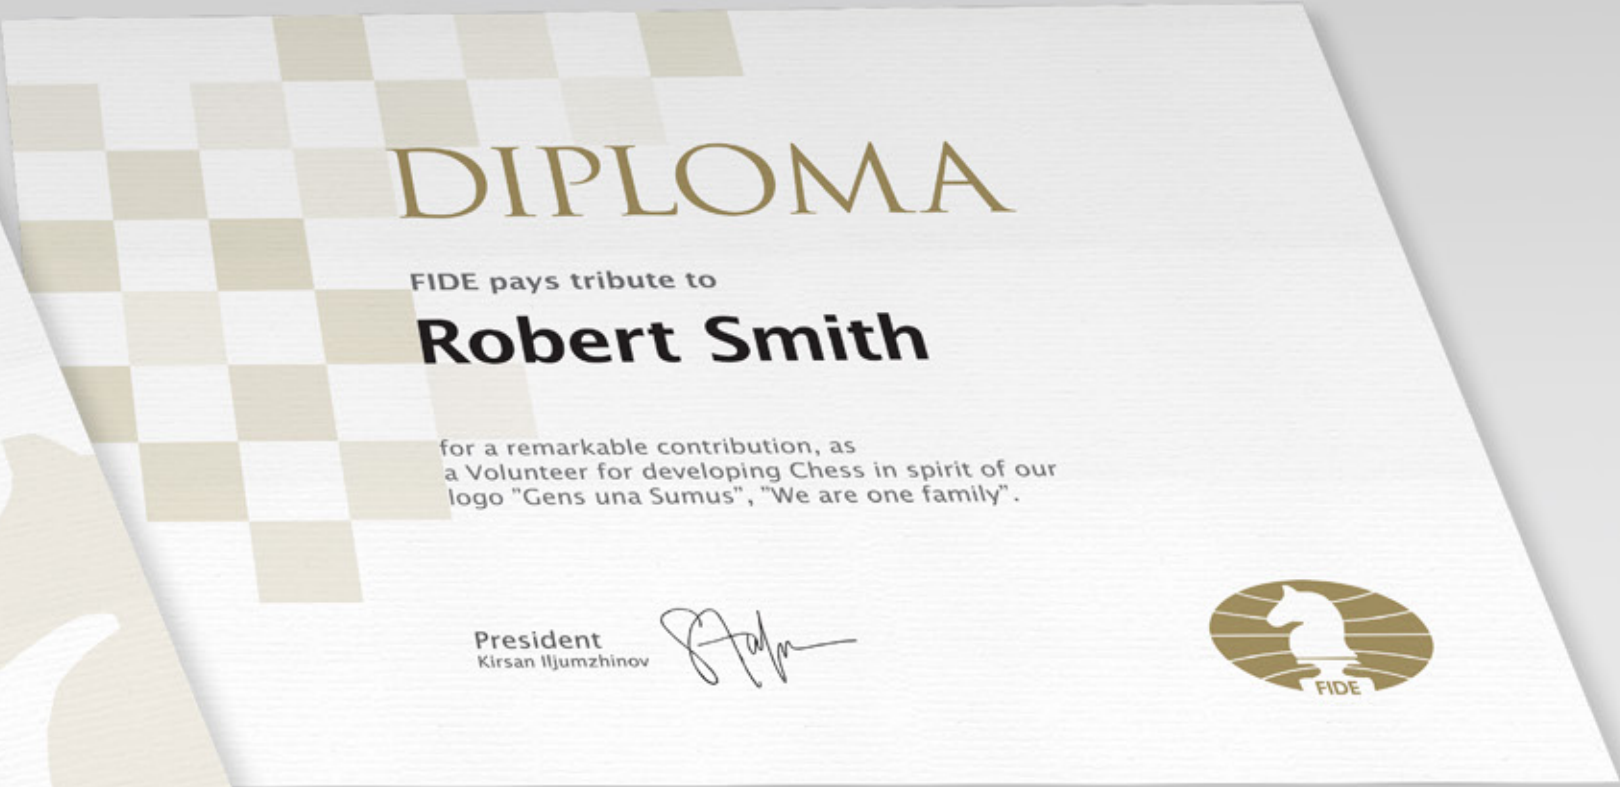 DIPLOMA
FIDE pays tribute to
Robert Smith
for a remarkable contribution, as
a Volunteer for developing Chess in spirit of our
logo "Gens una Sumus", "We are one family".
President
Kirsan Iljumzhinov
FIDE